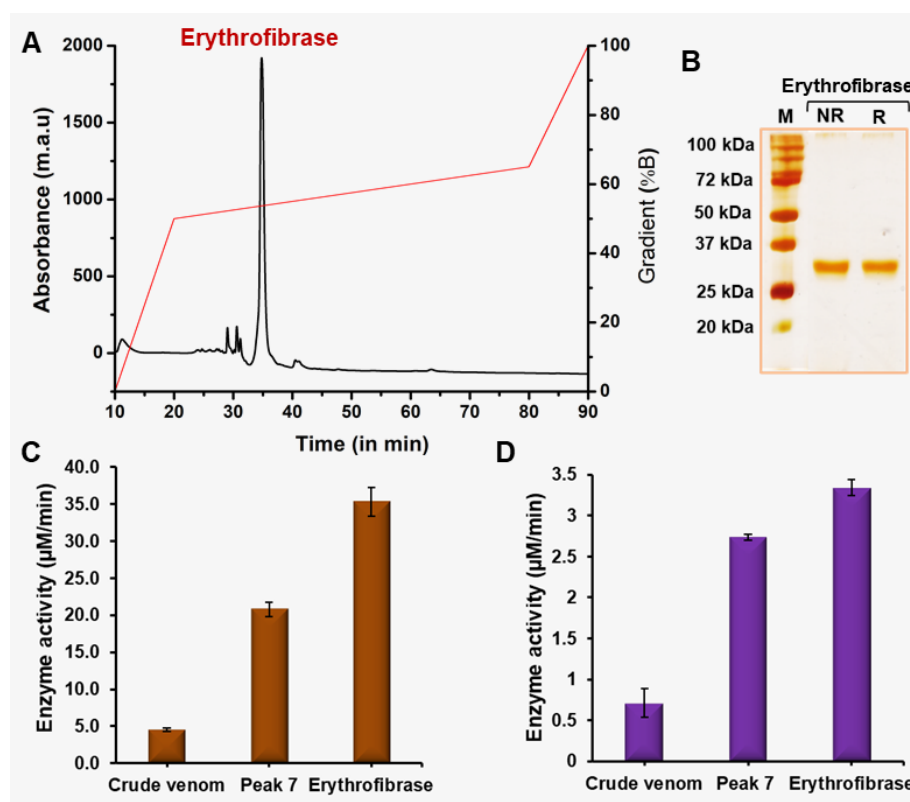 A
Erythrofibrase
2000
1500
1000
500
0
Absorbance (m.a.u)
100
80
60
40
20
0
Gradient (%B)
10 20 30 40 50 60 70 80 90
Time (in min)
B
Erythrofibrase
M NR R
100 kDa
72 kDa
50 kDa
37 kDa
25 kDa
20 kDa
C
40.0
35.0
30.0
25.0
20.0
15.0
10.0
5.0
0.0
Enzyme activity (µM/min)
Crude venom Peak 7 Erythrofibrase
D
3.5
3
2.5
2
1.5
1
0.5
0
Enzyme activity (µM/min)
Crude venom Peak 7 Erythrofibrase